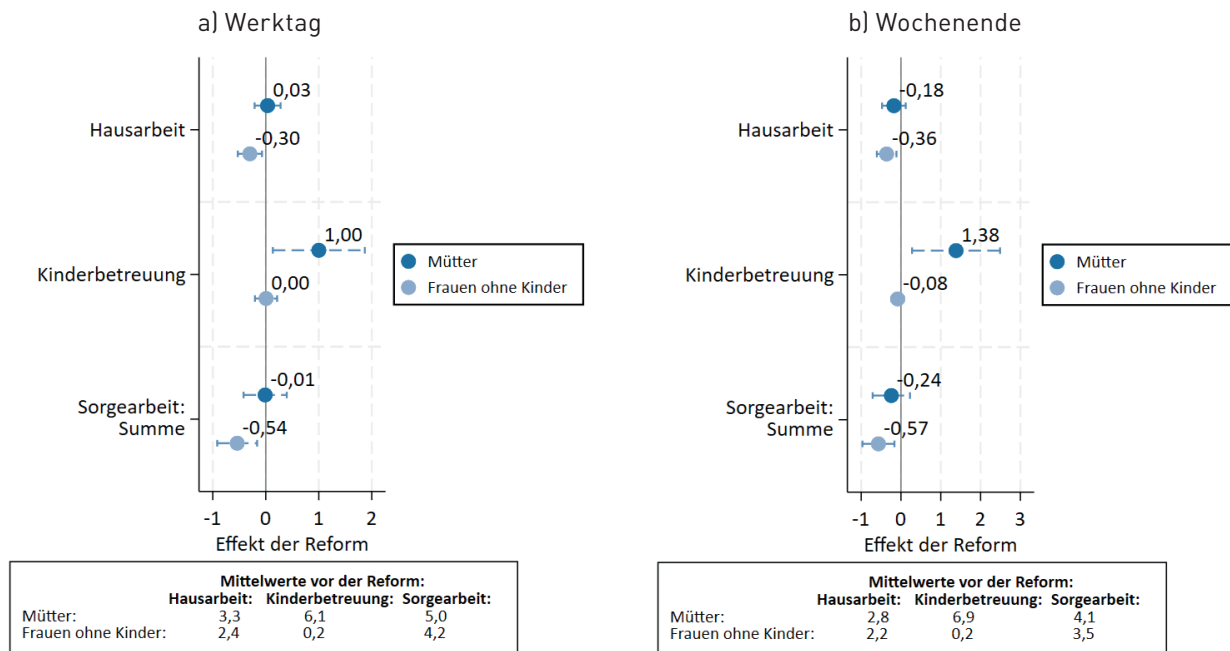 a) Werktag
0,03
Hausarbeit
-0,30
1,00
Kinderbetreuung
0,00
-0,01
Sorgearbeit:
Summe
-0,54
-1 0 1 2
Effekt der Reform
Mütter
Frauen ohne Kinder
Mittelwerte vor der Reform:
Hausarbeit: Kinderbetreuung: Sorgearbeit:
Mütter: 3,3 6,1 5,0
Frauen ohne Kinder: 2,4 0,2 4,2
b) Wochenende
-0,18
Hausarbeit
-0,36
1,38
Kinderbetreuung
-0,08
-0,24
Sorgearbeit:
Summe
-0,57
-1 0 1 2 3
Effekt der Reform
Mütter
Frauen ohne Kinder
Mittelwerte vor der Reform:
Hausarbeit: Kinderbetreuung: Sorgearbeit:
Mütter: 2,8 6,9 4,1
Frauen ohne Kinder: 2,2 0,2 3,5